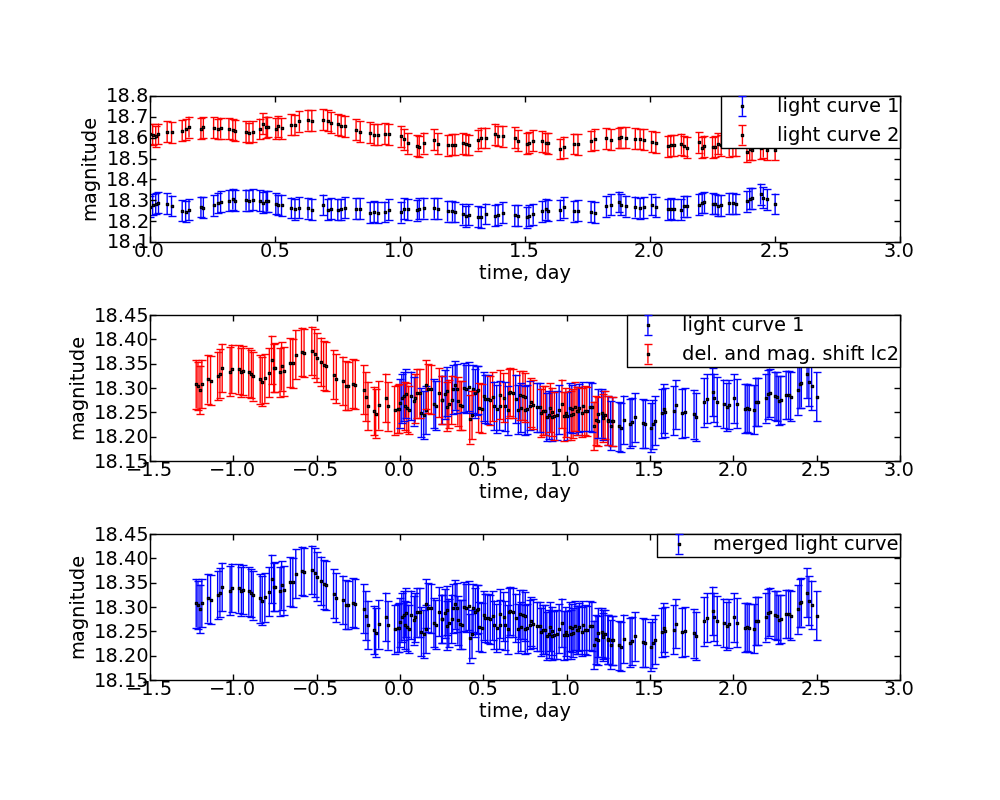 18.8
18.7
18.6
18.5
18.4
18.3
18.2
18.1
magnitude
light curve 1
light curve 2
0.0 0.5 1.0 1.5 2.0 2.5 3.0
time, day
18.45
18.40
18.35
18.30
18.25
18.20
18.15
magnitude
light curve 1
del. and mag. shift lc2
−1.5 −1.0 −0.5 0.0 0.5 1.0 1.5 2.0 2.5 3.0
time, day
18.45
18.40
18.35
18.30
18.25
18.20
18.15
magnitude
merged light curve
−1.5 −1.0 −0.5 0.0 0.5 1.0 1.5 2.0 2.5 3.0
time, day